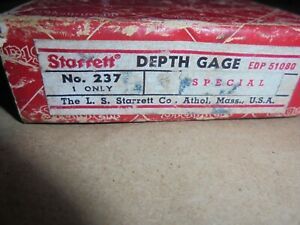 Starrett® DEPTH GAGE EDP 51080
No. 237 SPECIAL
1 ONLY
The L. S. Starrett Co. Athol, Mass., U.S.A.